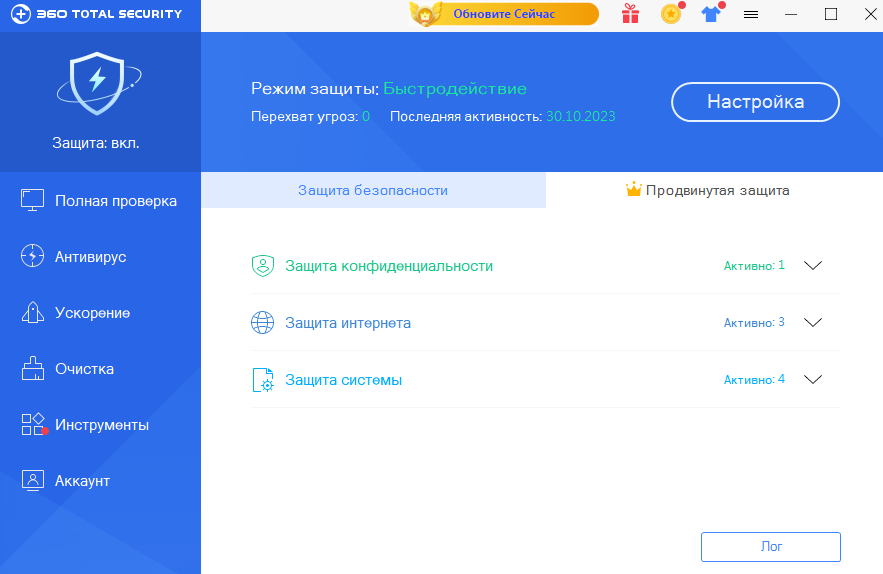 360 TOTAL SECURITY
Обновите Сейчас
Защита: вкл.
Полная проверка
Антивирус
Ускорение
Очистка
Инструменты
Аккаунт
Режим защиты: Быстродействие
Перехват угроз: 0 Последняя активность: 30.10.2023
Настройка
Защита безопасности
Продвинутая защита
Защита конфиденциальности Активно: 1
Защита интернета Активно: 3
Защита системы Активно: 4
Лог